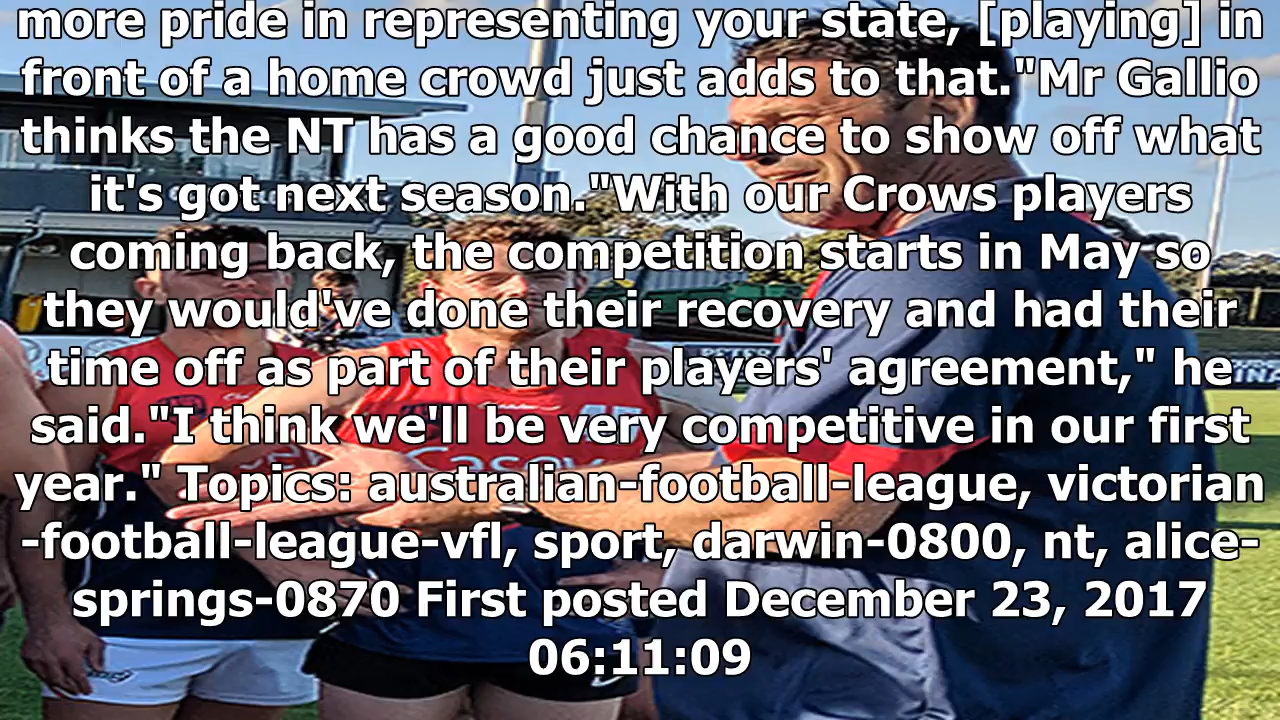 more pride in representing your state, [playing] in
front of a home crowd just adds to that."Mr Gallio
thinks the NT has a good chance to show off what
it's got next season."With our Crows players
coming back, the competition starts in May so
they would've done their recovery and had their
time off as part of their players' agreement," he
said."I think we'll be very competitive in our first
year." Topics: australian-football-league, victorian
-football-league-vfl, sport, darwin-0800, nt, alice-
springs-0870 First posted December 23, 2017
06:11:09
Casey